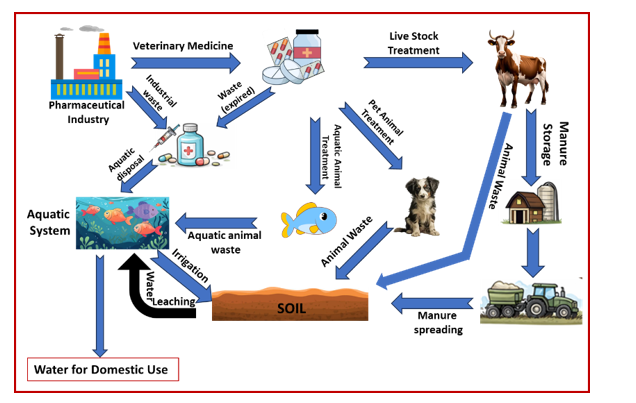 Veterinary Medicine
Live Stock
Treatment
Pharmaceutical
Industry
Industrial
waste
Waste
(expired)
Pet Animal
Treatment
Aquatic Animal
Treatment
Manure
Storage
Animal Waste
Aquatic
disposal
Aquatic
System
Aquatic animal
waste
Animal Waste
Irrigation
Water
Leaching
SOIL
Manure
spreading
Water for Domestic Use